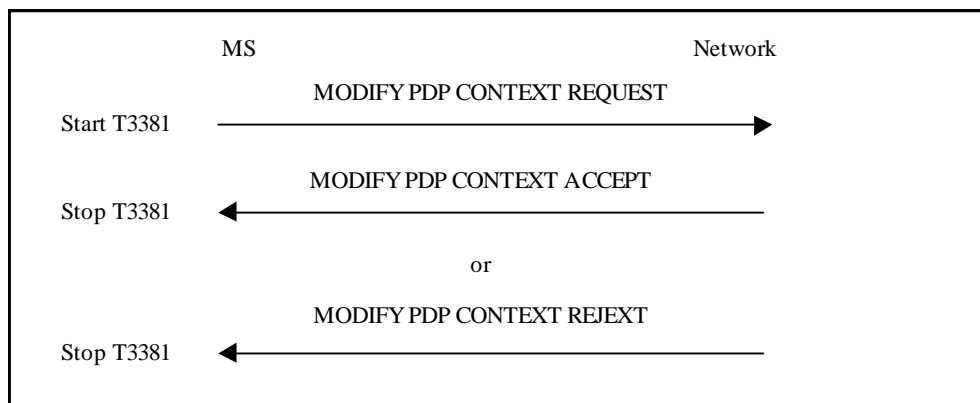 MS Network
MODIFY PDP CONTEXT REQUEST
Start T3381
MODIFY PDP CONTEXT ACCEPT
Stop T3381
or
MODIFY PDP CONTEXT REJEXT
Stop T3381